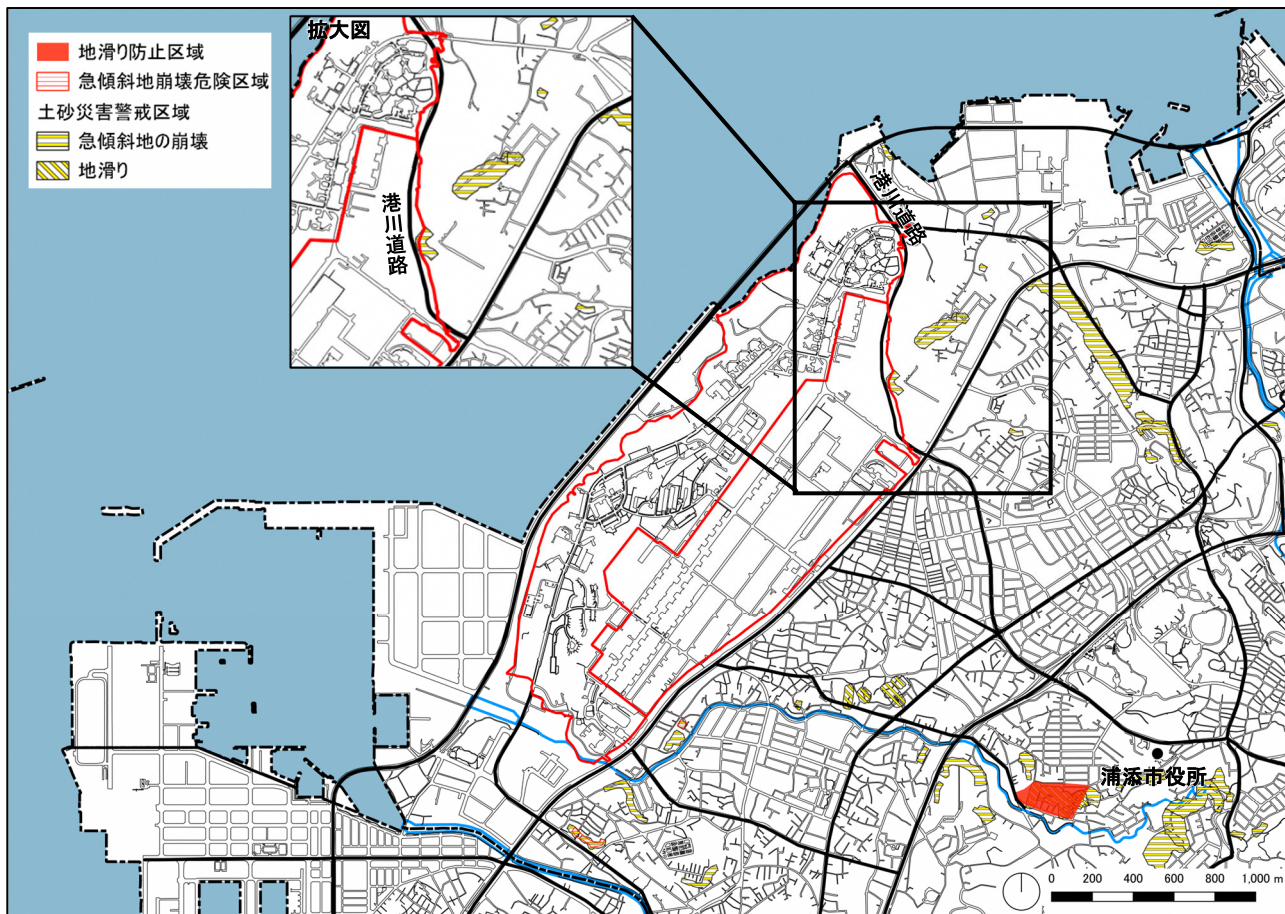 拡大図
地滑り防止区域
急傾斜地崩壊危険区域
土砂災害警戒区域
急傾斜地の崩壊
地滑り
港川道路
港川道路
浦添市役所
0 200 400 600 800 1,000 m